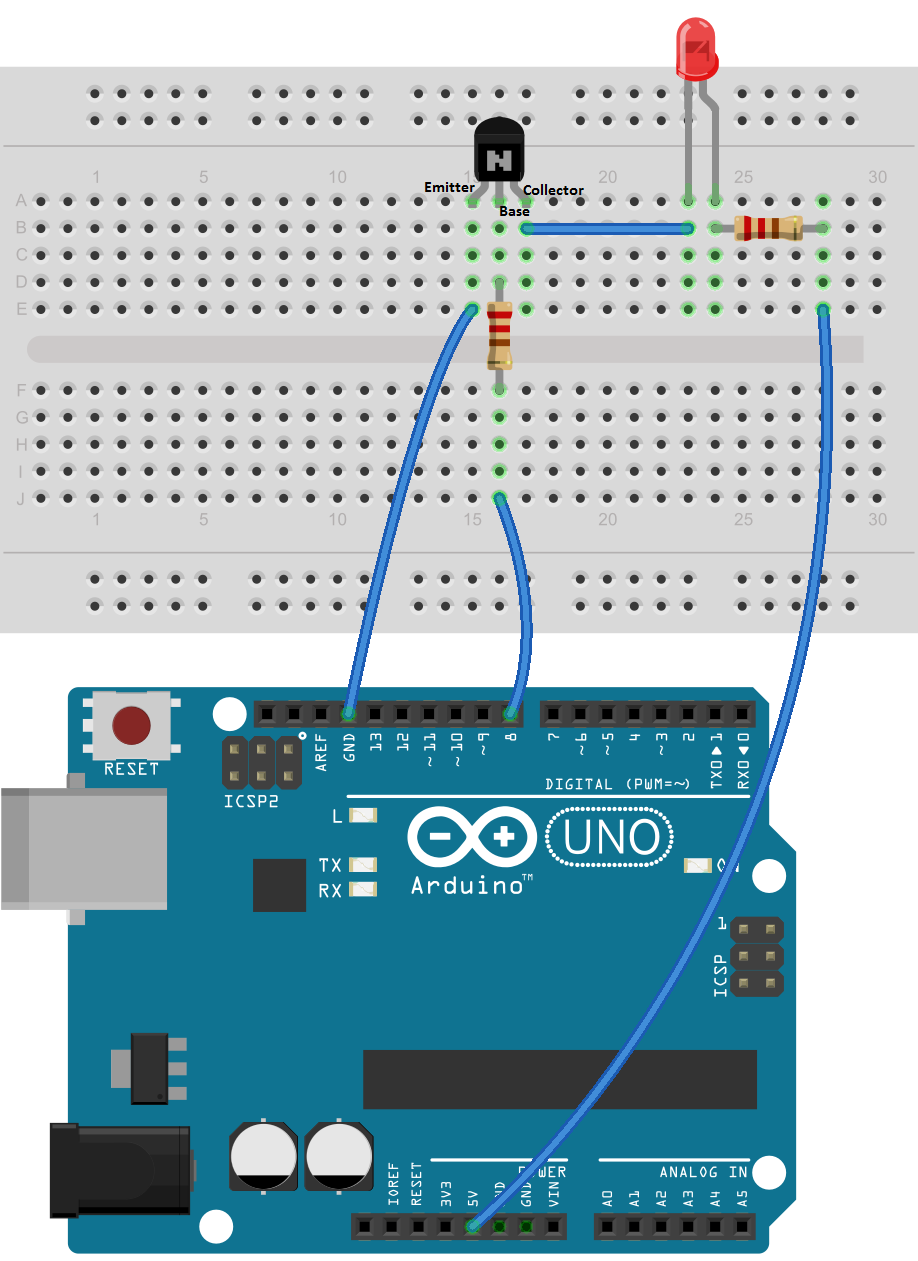 1 5 10 15 20 25 30
Emitter Collector
Base
A A
B B
C C
D D
E E
F F
G G
H H
I I
J J
1 5 10 15 20 25 30
N
RESET
ICSP2
AREF
GND
13
12
~11
~10
~9
8
7
~6
~5
4
~3
2
TX0▶1
RX0◀0
DIGITAL (PWM=~)
L
TX
RX
Arduino™
UNO
1
ICSP
IOREF
RESET
3V3
5V
GND
VIN
POWER
ANALOG IN
A0
A1
A2
A3
A4
A5